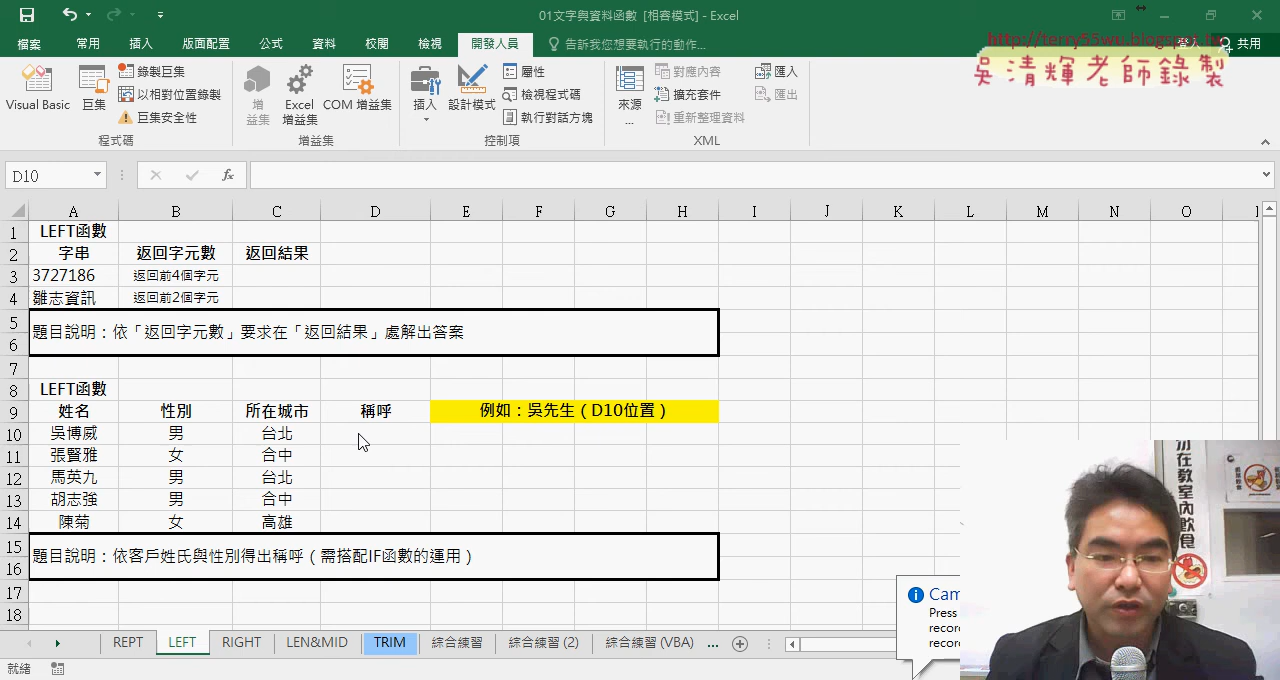 01文字與資料函數 [相容模式] - Excel
http://terry55wu.blogspot.tw
檔案 常用 插入 版面配置 公式 資料 校閱 檢視 開發人員 告訴我您想要執行的動作... 登入 共用
吳清輝老師錄製
Visual Basic 巨集 錄製巨集 以相對位置錄製 巨集安全性
增益集 Excel 增益集 COM 增益集
插入 設計模式 屬性 檢視程式碼 執行對話方塊
來源... 對應內容 擴充套件 重新整理資料 匯入 匯出
程式碼 增益集 控制項 XML
D10 fx
A B C D E F G H I J K L M N O
1 LEFT函數
2 字串 返回字元數 返回結果
3 3727186 返回前4個字元
4 雛志資訊 返回前2個字元
5 題目說明：依「返回字元數」要求在「返回結果」處解出答案
6
7
8 LEFT函數
9 姓名 性別 所在城市 稱呼 例如：吳先生（D10位置）
10 吳博威 男 台北
11 張賢雅 女 台中
12 馬英九 男 台北
13 胡志強 男 台中
14 陳菊 女 高雄
15 題目說明：依客戶姓氏與性別得出稱呼（需搭配IF函數的運用）
16
17
18
勿在教室內飲食
Cam
Press
recor
recor
REPT LEFT RIGHT LEN&MID TRIM 綜合練習 綜合練習 (2) 綜合練習 (VBA) ...
就緒